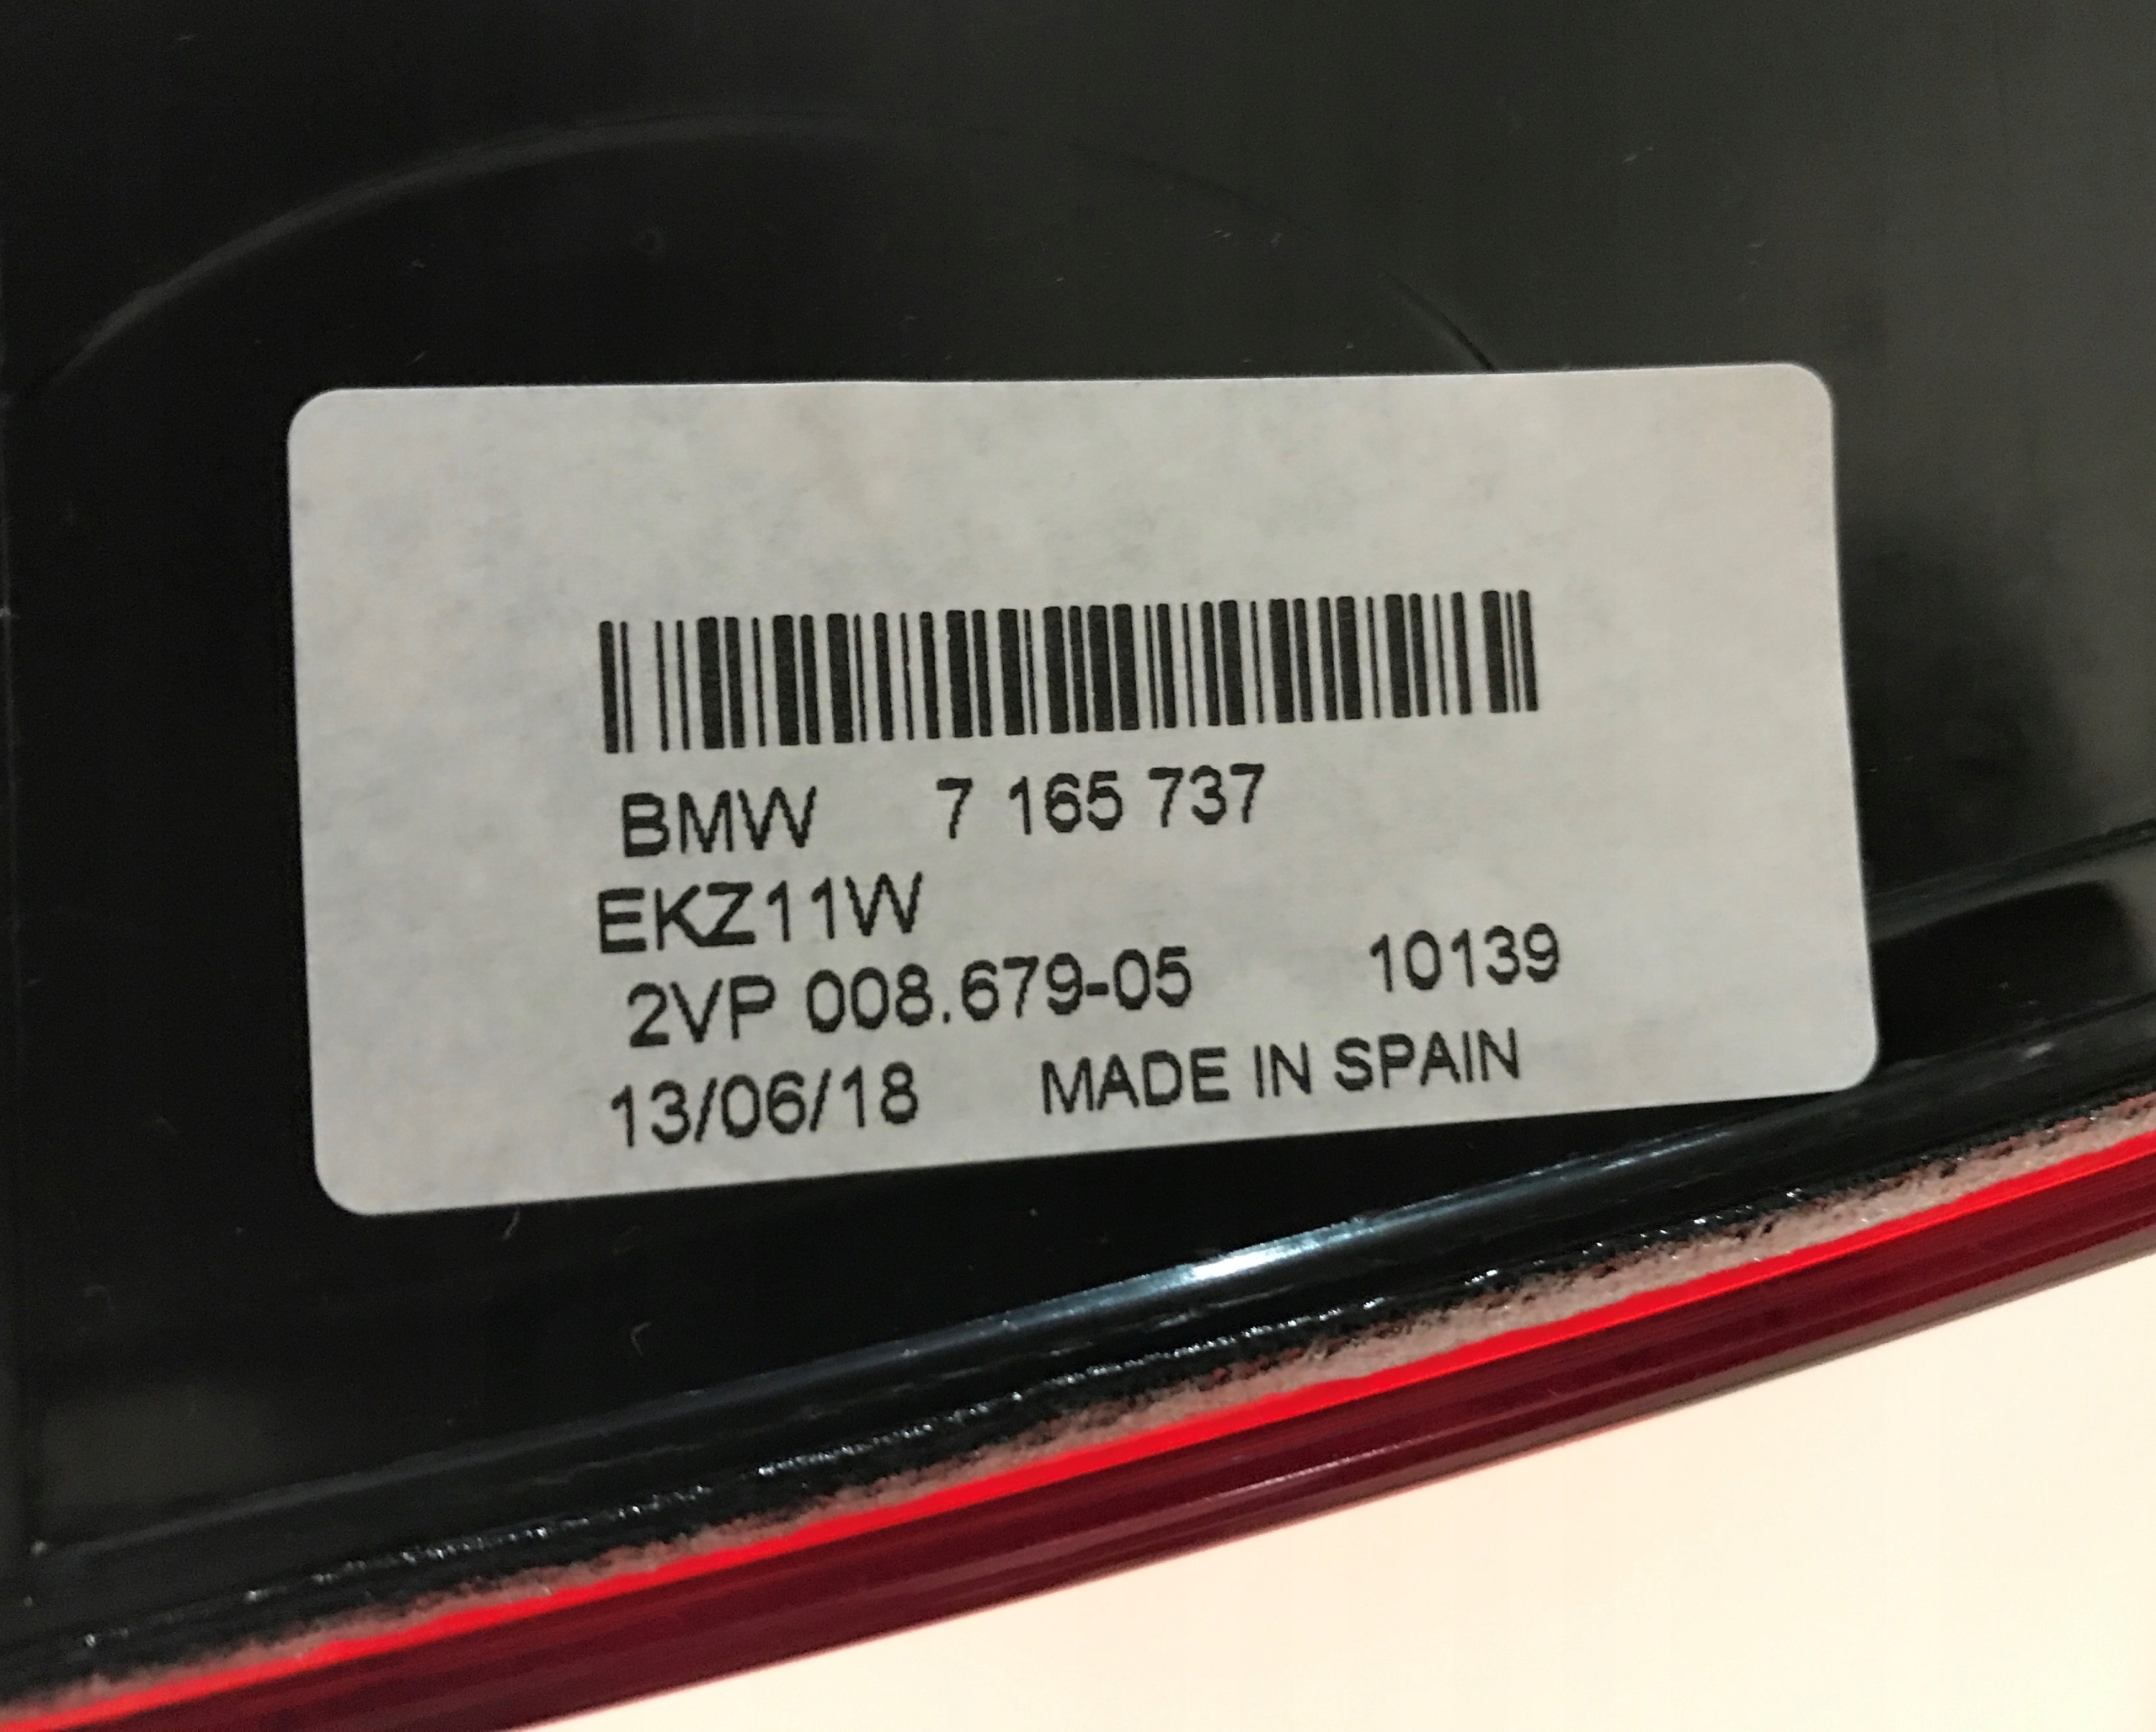 BMW 7 165 737
EKZ11W
2VP 008.679-05 10139
13/06/18 MADE IN SPAIN